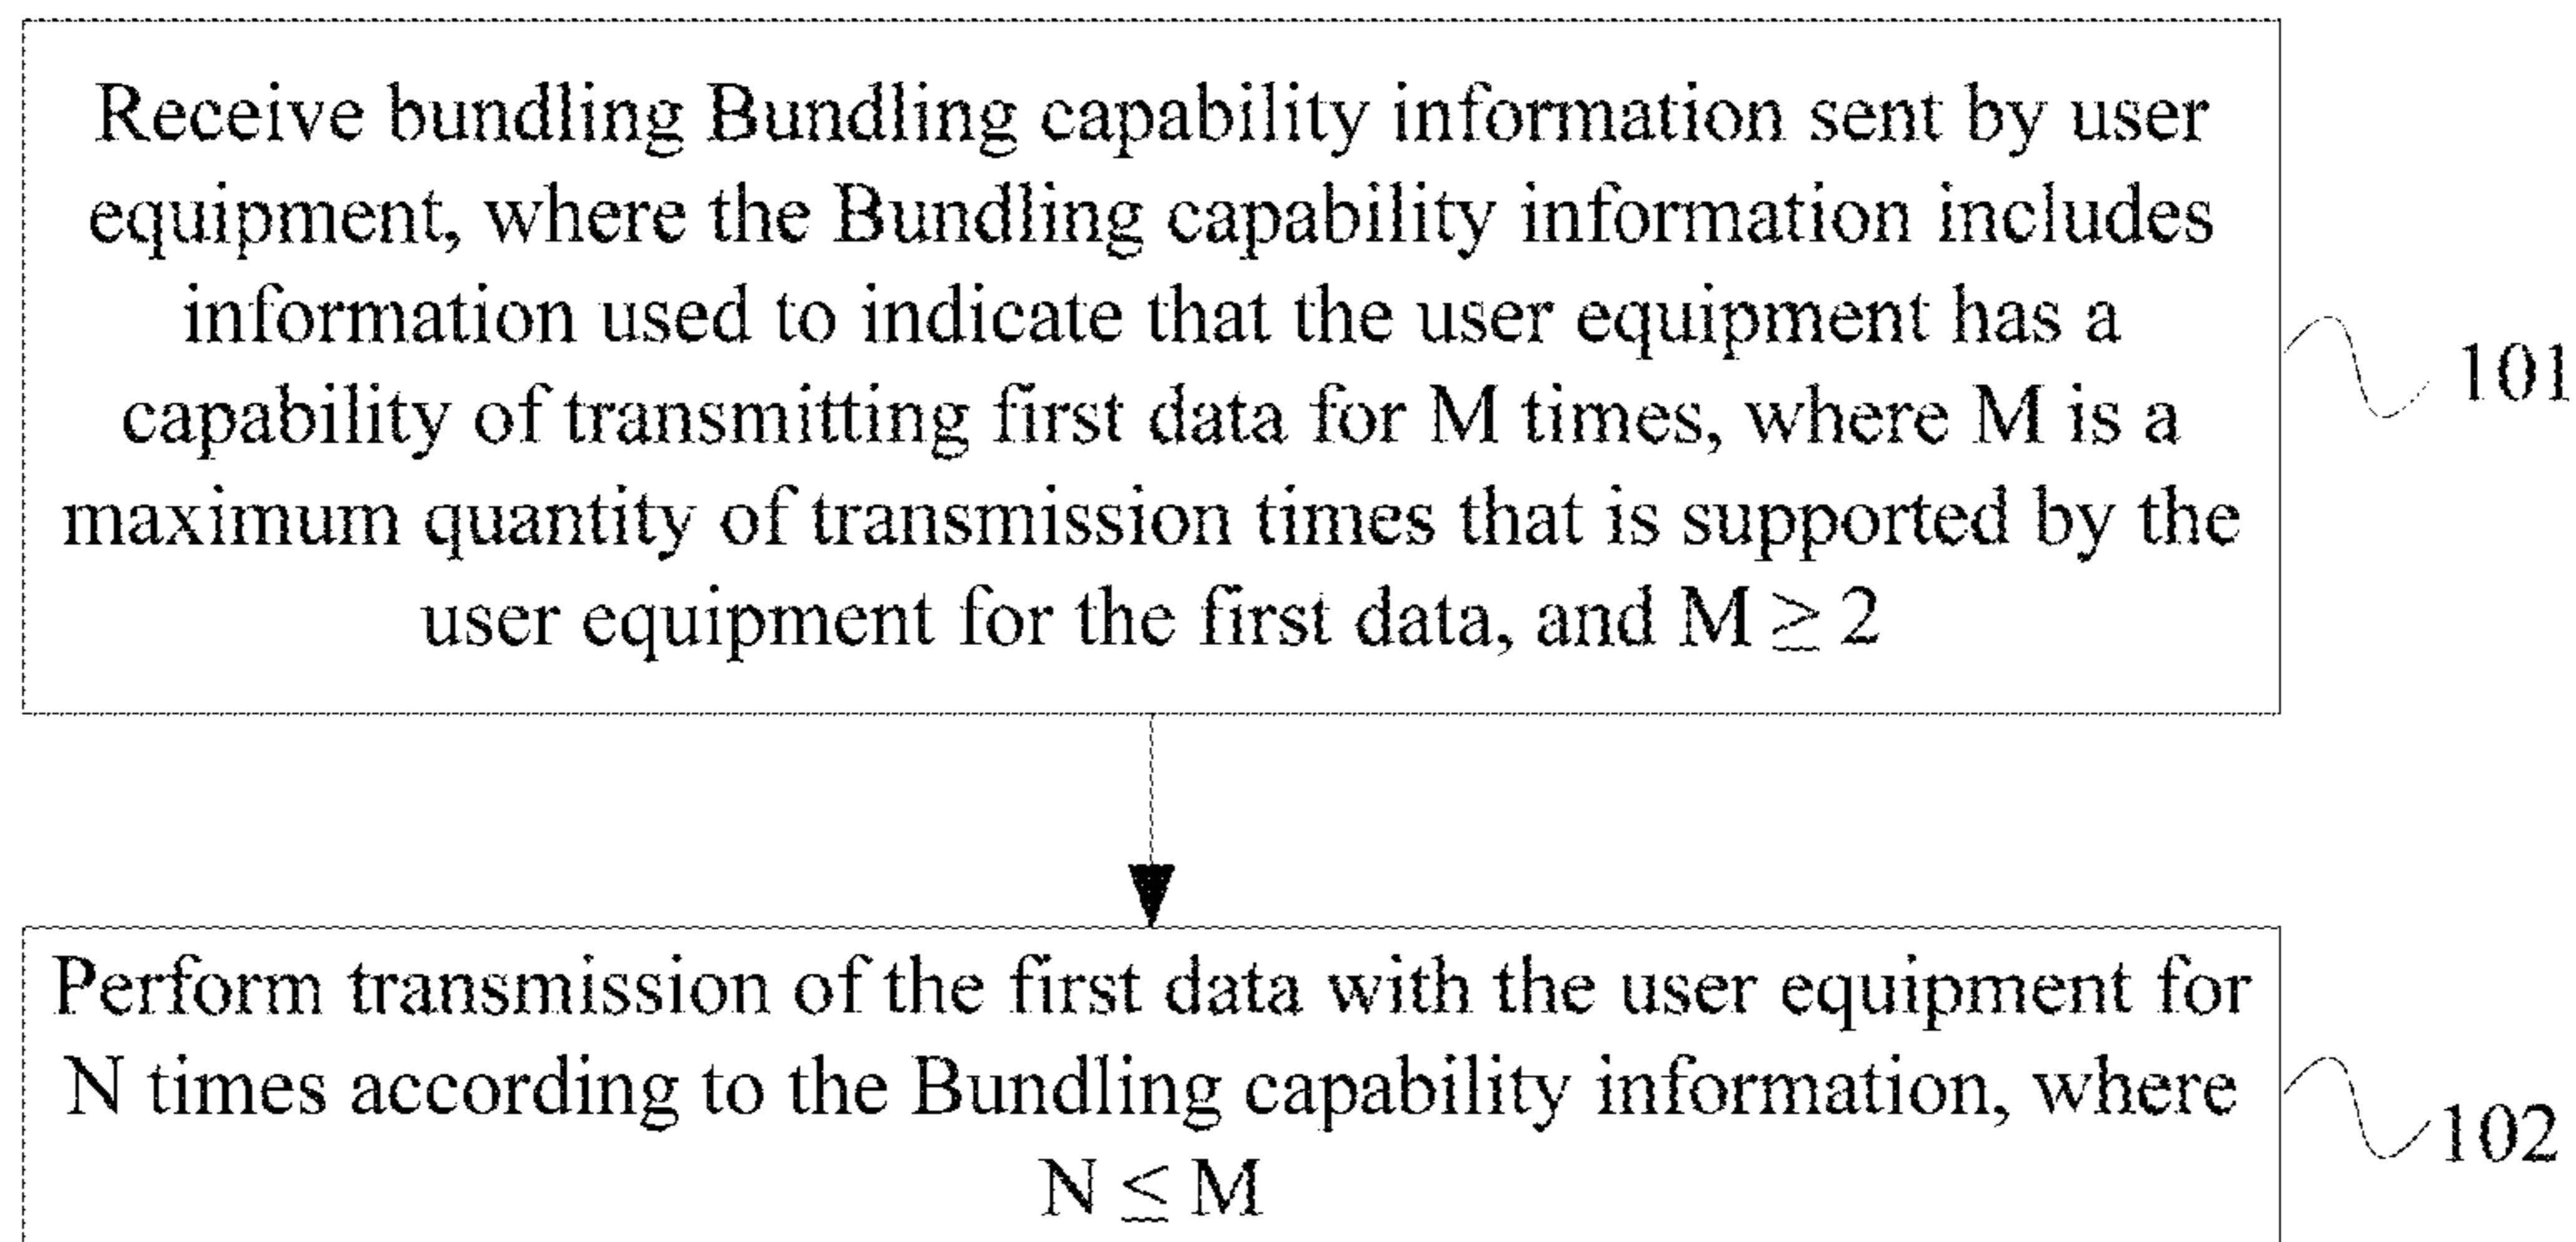 Receive bundling Bundling capability information sent by user
equipment, where the Bundling capability information includes
information used to indicate that the user equipment has a
capability of transmitting first data for M times, where M is a
maximum quantity of transmission times that is supported by the
user equipment for the first data, and M ≥ 2
101
Perform transmission of the first data with the user equipment for
N times according to the Bundling capability information, where
N ≤ M
102